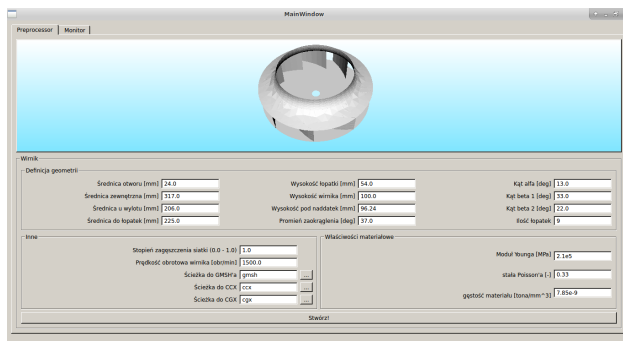 MainWindow
Preprocessor Monitor
Wirnik
Definicja geometrii
Średnica otworu [mm] 24.0 Wysokość łopatki [mm] 54.0 Kąt alfa [deg] 13.0
Średnica zewnętrzna [mm] 317.0 Wysokość wirnika [mm] 100.0 Kąt beta 1 [deg] 33.0
Średnica u wylotu [mm] 206.0 Wysokość pod naddatek [mm] 96.24 Kąt beta 2 [deg] 22.0
Średnica do łopatek [mm] 225.0 Promień zaokrąglenia [deg] 37.0 Ilość łopatek 9
Inne Właściwości materiałowe
Stopień zagęszczenia siatki (0.0 - 1.0) 1.0 Moduł Younga [MPa] 2.1e5
Prędkość obrotowa wirnika [obr/min] 1500.0
Ścieżka do GMSH'a gmsh ... stała Poisson'a [-] 0.33
Ścieżka do CCX ccx ... gęstość materiału [tona/mm^3] 7.85e-9
Ścieżka do CGX cgx ...
Stwórz!